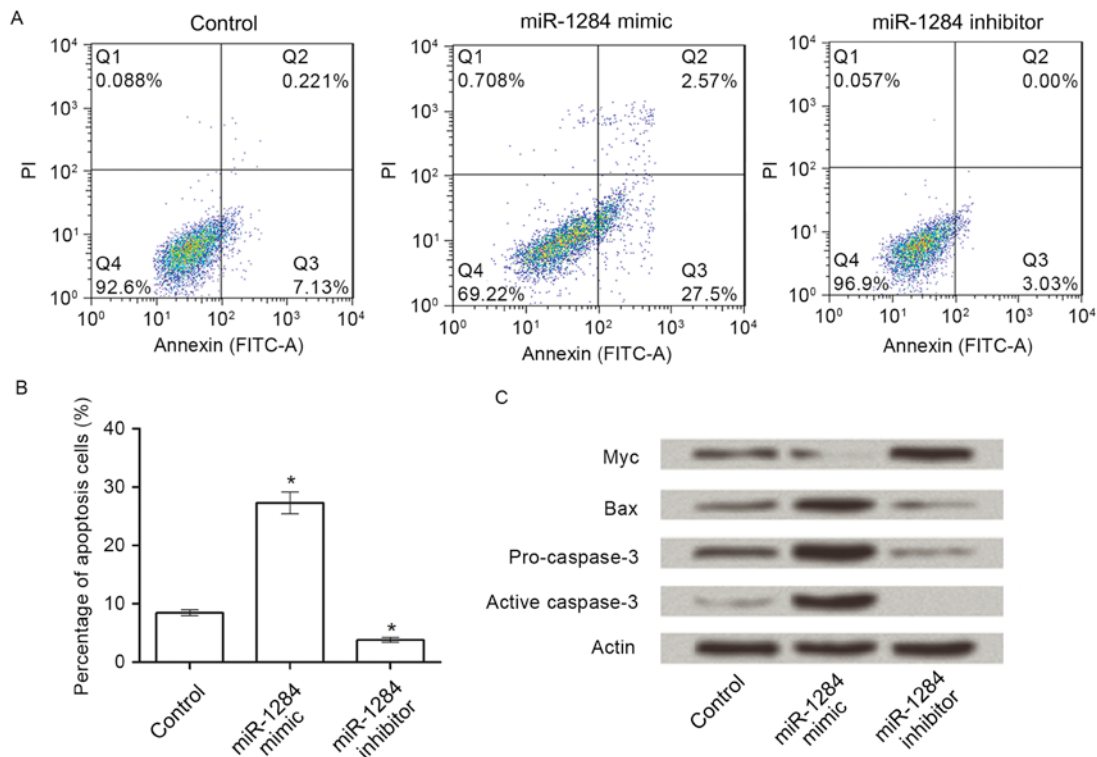 A
Control
miR-1284 mimic
miR-1284 inhibitor
10⁴
10³
10²
10¹
10⁰
PI
Q1
0.088%
Q2
0.221%
Q4
92.6%
Q3
7.13%
10⁰ 10¹ 10² 10³ 10⁴
Annexin (FITC-A)
10⁴
10³
10²
10¹
10⁰
PI
Q1
0.708%
Q2
2.57%
Q4
69.22%
Q3
27.5%
10⁰ 10¹ 10² 10³ 10⁴
Annexin (FITC-A)
10⁴
10³
10²
10¹
10⁰
PI
Q1
0.057%
Q2
0.00%
Q4
96.9%
Q3
3.03%
10⁰ 10¹ 10² 10³ 10⁴
Annexin (FITC-A)
B
Percentage of apoptosis cells (%)
40
30
20
10
0
*
*
Control
miR-1284
mimic
miR-1284
inhibitor
C
Myc
Bax
Pro-caspase-3
Active caspase-3
Actin
Control
miR-1284
mimic
miR-1284
inhibitor